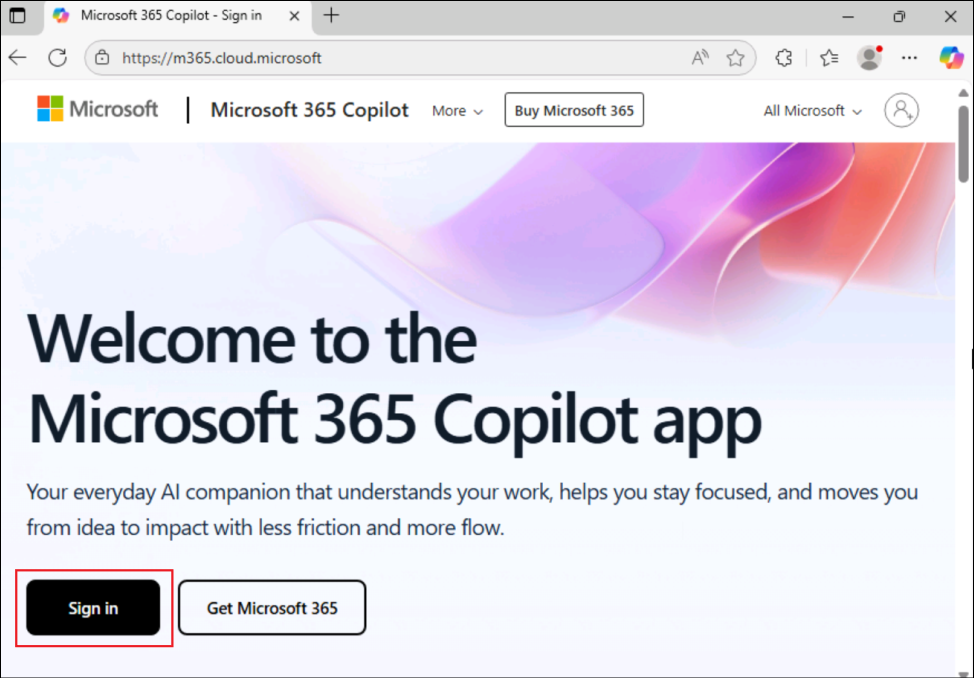 Microsoft 365 Copilot - Sign in
https://m365.cloud.microsoft
Microsoft
Microsoft 365 Copilot
More
Buy Microsoft 365
All Microsoft
Welcome to the
Microsoft 365 Copilot app
Your everyday AI companion that understands your work, helps you stay focused, and moves you
from idea to impact with less friction and more flow.
Sign in
Get Microsoft 365